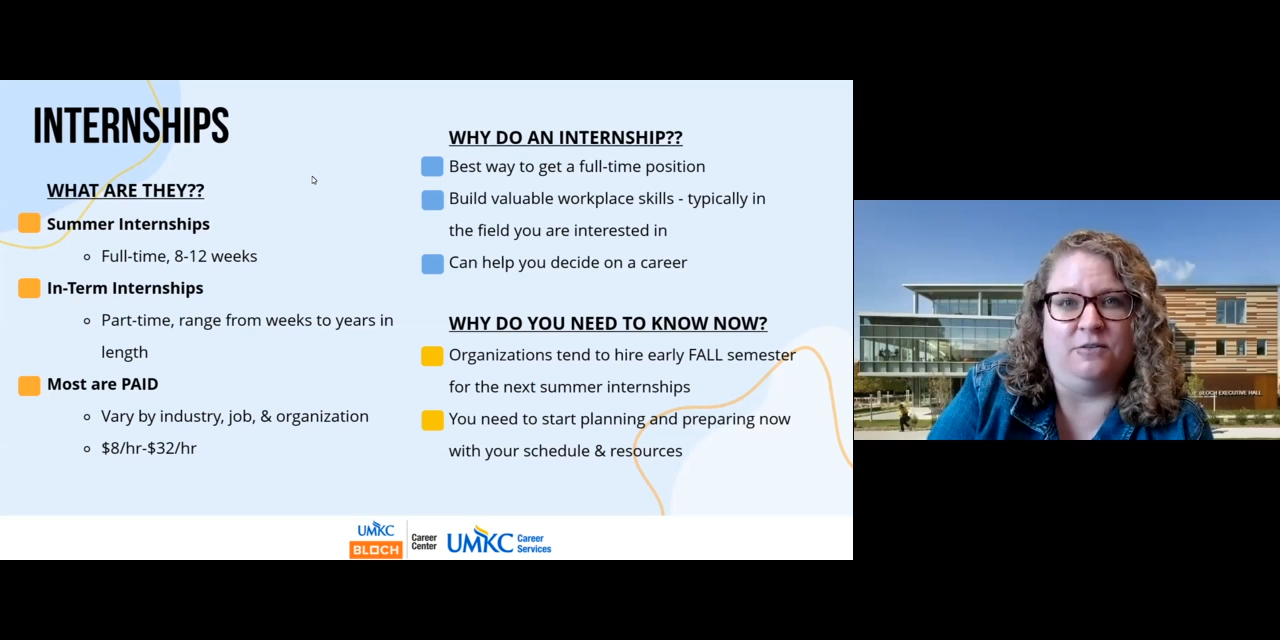 INTERNSHIPS
WHAT ARE THEY??
Summer Internships
Full-time, 8-12 weeks
In-Term Internships
Part-time, range from weeks to years in
length
Most are PAID
Vary by industry, job, & organization
$8/hr-$32/hr
WHY DO AN INTERNSHIP??
Best way to get a full-time position
Build valuable workplace skills - typically in
the field you are interested in
Can help you decide on a career
WHY DO YOU NEED TO KNOW NOW?
Organizations tend to hire early FALL semester
for the next summer internships
You need to start planning and preparing now
with your schedule & resources
UMKC
BLOCH
Career
Center
UMKC
Career
Services
BLOCH EXECUTIVE HALL